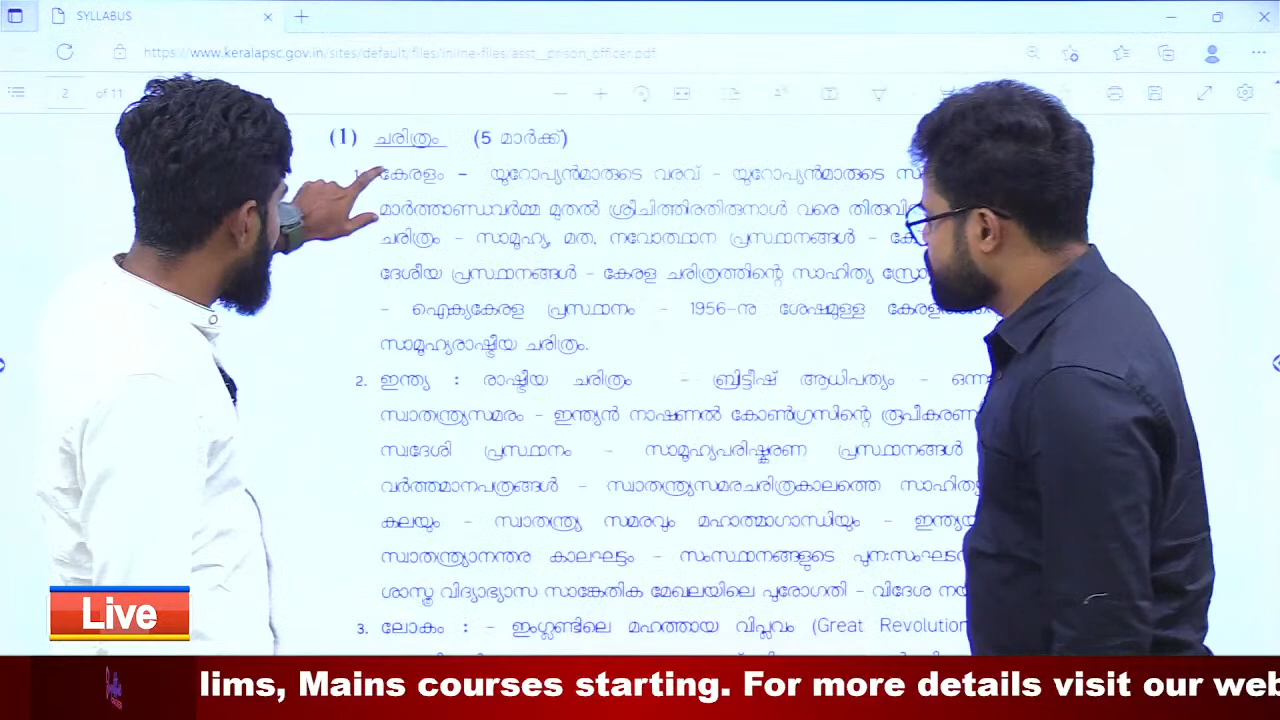 SYLLABUS
https://www.keralapsc.gov.in/sites/default/files/inline-files/asst_prison_officer.pdf
2 of 11
(1) ചരിത്രം (5 മാർക്ക്)
1. കേരളം - യൂറോപ്യൻമാരുടെ വരവ് - യൂറോപ്യൻമാരുടെ
മാർത്താണ്ഡവർമ്മ മുതൽ ശ്രീചിത്തിരതിരുനാൾ വരെ
ചരിത്രം - സാമൂഹ്യ, മത, നവോത്ഥാന പ്രസ്ഥാനങ്ങൾ -
ദേശീയ പ്രസ്ഥാനങ്ങൾ - കേരള ചരിത്രത്തിന്റെ സാഹിത്യ
- ഐക്യകേരള പ്രസ്ഥാനം - 1956-നു ശേഷമുള്ള
സാമൂഹ്യരാഷ്ട്രീയ ചരിത്രം.
2. ഇന്ത്യ : രാഷ്ട്രീയ ചരിത്രം - ബ്രിട്ടീഷ് ആധിപത്യം -
സ്വാതന്ത്ര്യസമരം - ഇന്ത്യൻ നാഷണൽ കോൺഗ്രസിന്റെ
സ്വദേശി പ്രസ്ഥാനം - സാമൂഹ്യപരിഷ്കരണ പ്രസ്ഥാനങ്ങൾ
വർത്തമാനപത്രങ്ങൾ - സ്വാതന്ത്ര്യസമരചരിത്രകാലത്തെ
കലയും - സ്വാതന്ത്ര്യ സമരവും മഹാത്മാഗാന്ധിയും -
സ്വാതന്ത്ര്യാനന്തര കാലഘട്ടം - സംസ്ഥാനങ്ങളുടെ
ശാസ്ത്ര വിദ്യാഭ്യാസ സാങ്കേതിക മേഖലയിലെ പുരോഗതി - വിദേശ
3. ലോകം : - ഇംഗ്ലണ്ടിലെ മഹത്തായ വിപ്ലവം (Great Revolution
Live
lims, Mains courses starting. For more details visit our web